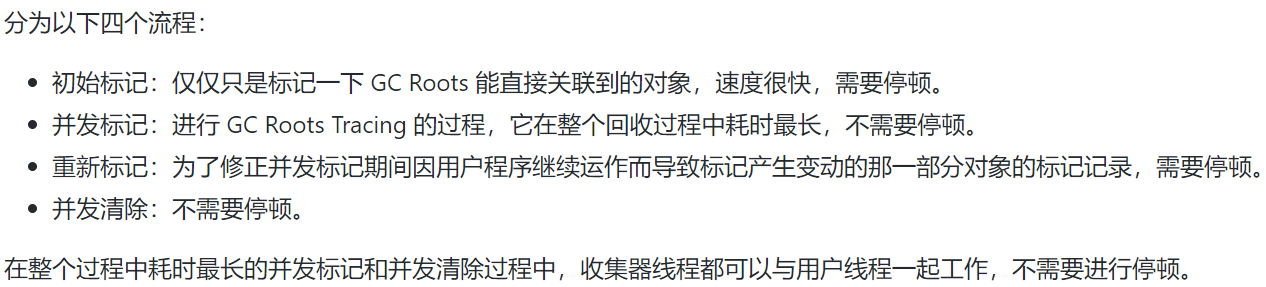 分为以下四个流程：
• 初始标记：仅仅只是标记一下 GC Roots 能直接关联到的对象，速度很快，需要停顿。
• 并发标记：进行 GC Roots Tracing 的过程，它在整个回收过程中耗时最长，不需要停顿。
• 重新标记：为了修正并发标记期间因用户程序继续运作而导致标记产生变动的那一部分对象的标记记录，需要停顿。
• 并发清除：不需要停顿。
在整个过程中耗时最长的并发标记和并发清除过程中，收集器线程都可以与用户线程一起工作，不需要进行停顿。